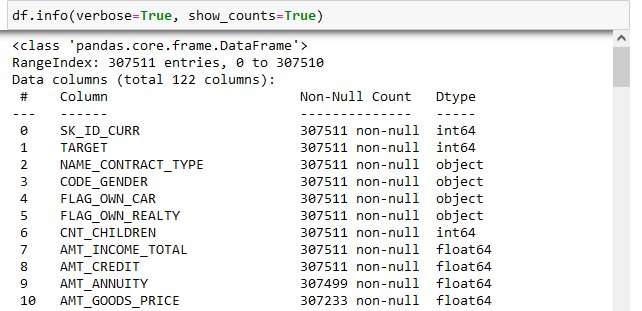 df.info(verbose=True, show_counts=True)
<class 'pandas.core.frame.DataFrame'>
RangeIndex: 307511 entries, 0 to 307510
Data columns (total 122 columns):
 #    Column                        Non-Null Count   Dtype
---   ------                        --------------   -----
 0    SK_ID_CURR                    307511 non-null  int64
 1    TARGET                        307511 non-null  int64
 2    NAME_CONTRACT_TYPE            307511 non-null  object
 3    CODE_GENDER                   307511 non-null  object
 4    FLAG_OWN_CAR                  307511 non-null  object
 5    FLAG_OWN_REALTY               307511 non-null  object
 6    CNT_CHILDREN                  307511 non-null  int64
 7    AMT_INCOME_TOTAL              307511 non-null  float64
 8    AMT_CREDIT                    307511 non-null  float64
 9    AMT_ANNUITY                   307499 non-null  float64
 10   AMT_GOODS_PRICE               307233 non-null  float64